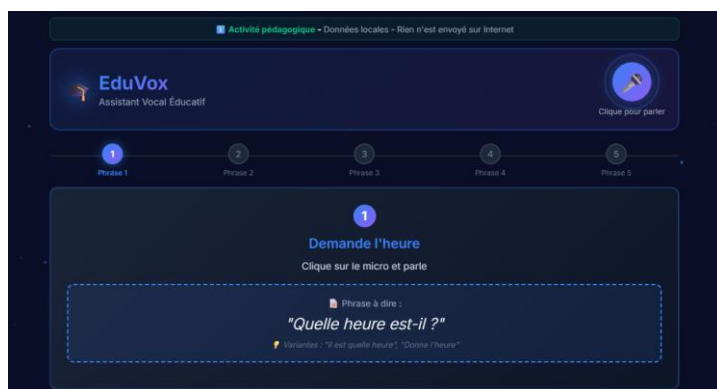 Activité pédagogique - Données locales - Rien n'est envoyé sur Internet
EduVox
Assistant Vocal Éducatif
Clique pour parler
1 2 3 4 5
Phrase 1 Phrase 2 Phrase 3 Phrase 4 Phrase 5
1
Demande l'heure
Clique sur le micro et parle
Phrase à dire :
"Quelle heure est-il ?"
Variantes : "Il est quelle heure", "Donne l'heure"